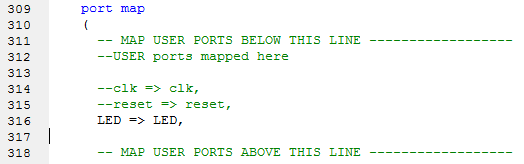 309 port map
310 (
311 -- MAP USER PORTS BELOW THIS LINE ------------------
312 --USER ports mapped here
313
314 --clk => clk,
315 --reset => reset,
316 LED => LED,
317
318 -- MAP USER PORTS ABOVE THIS LINE ------------------